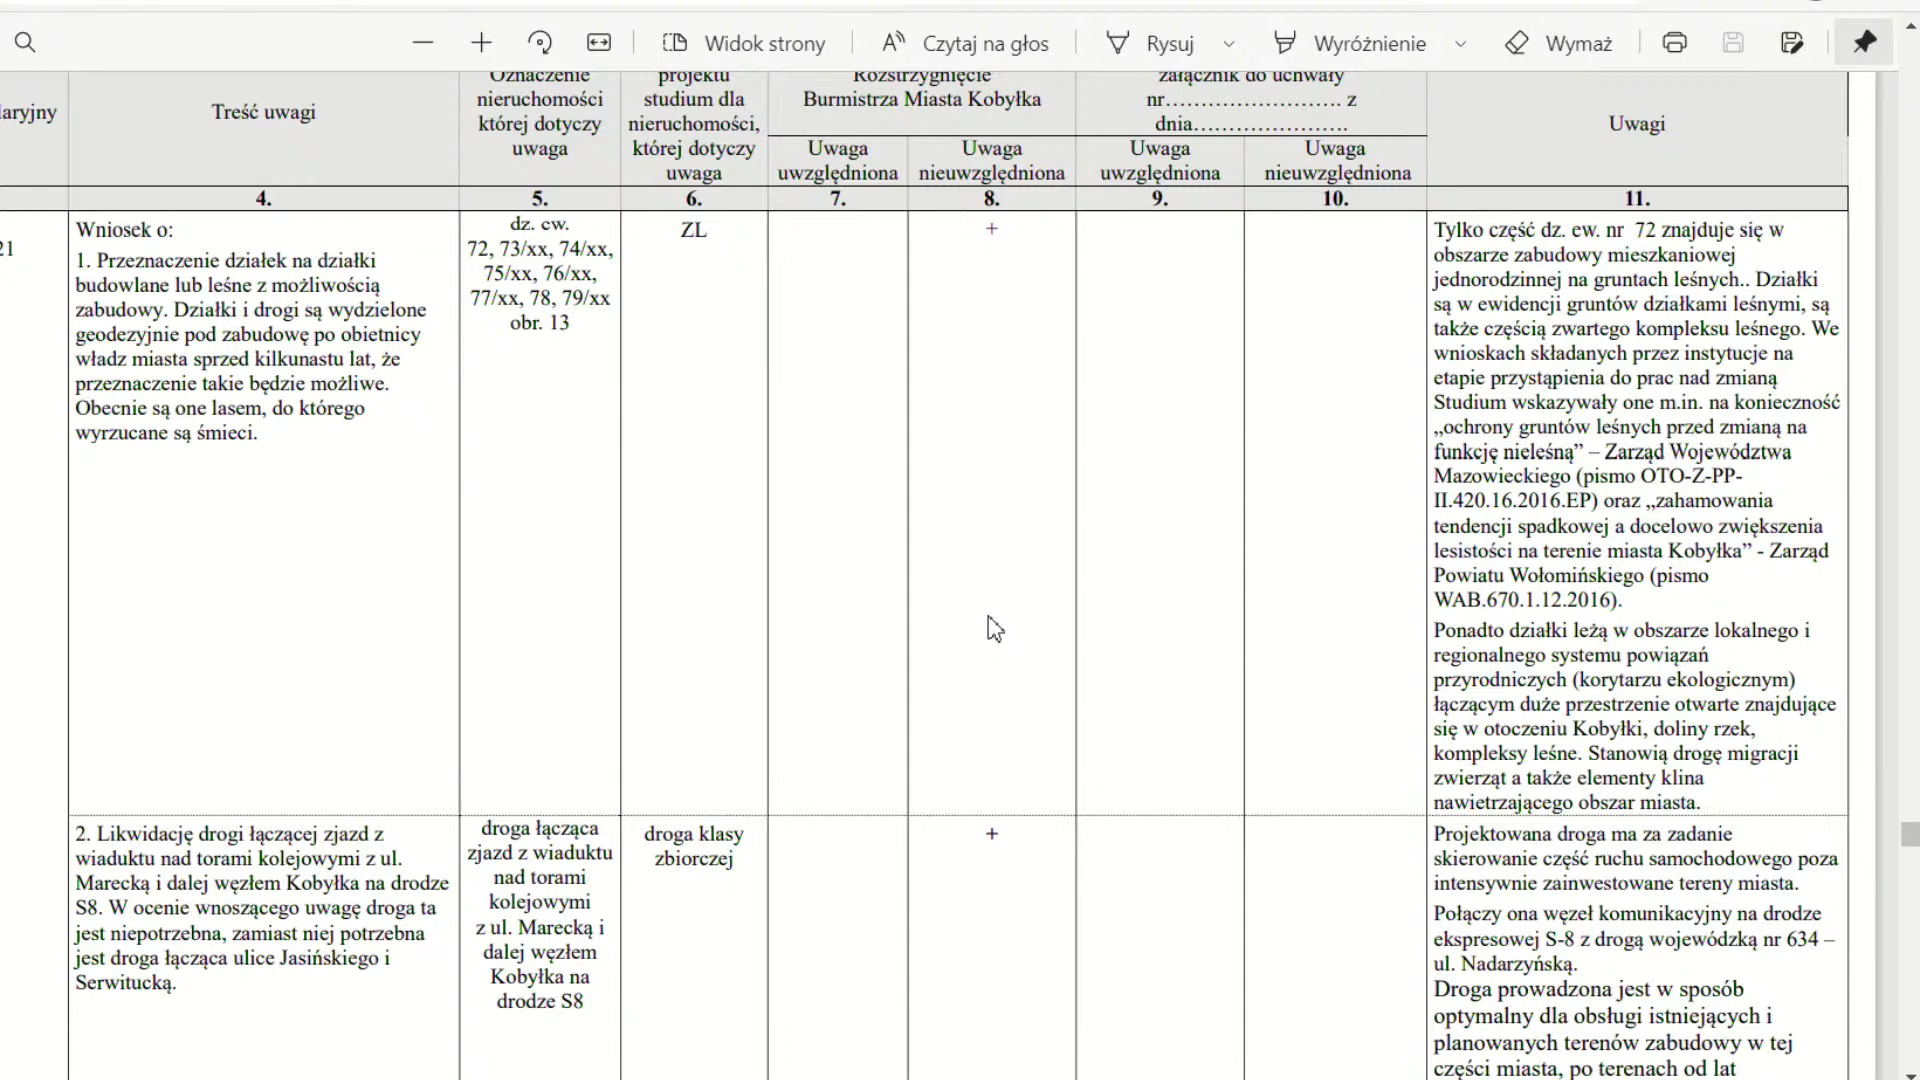 Widok strony
Czytaj na głos
Rysuj
Wyróżnienie
Wymaż
laryjny
Treść uwagi
Oznaczenie
nieruchomości
której dotyczy
uwaga
projektu
studium dla
nieruchomości,
której dotyczy
uwaga
Rozstrzygnięcie
Burmistrza Miasta Kobyłka
Uwaga
uwzględniona
Uwaga
nieuwzględniona
załącznik do uchwały
nr……………………. z
dnia………………….
Uwaga
uwzględniona
Uwaga
nieuwzględniona
Uwagi
4.
5.
6.
7.
8.
9.
10.
11.
21
Wniosek o:
1. Przeznaczenie działek na działki
budowlane lub leśne z możliwością
zabudowy. Działki i drogi są wydzielone
geodezyjnie pod zabudowę po obietnicy
władz miasta sprzed kilkunastu lat, że
przeznaczenie takie będzie możliwe.
Obecnie są one lasem, do którego
wyrzucane są śmieci.
dz. cw.
72, 73/xx, 74/xx,
75/xx, 76/xx,
77/xx, 78, 79/xx
obr. 13
ZL
+
Tylko część dz. ew. nr 72 znajduje się w
obszarze zabudowy mieszkaniowej
jednorodzinnej na gruntach leśnych.. Działki
są w ewidencji gruntów działkami leśnymi, są
także częścią zwartego kompleksu leśnego. We
wnioskach składanych przez instytucje na
etapie przystąpienia do prac nad zmianą
Studium wskazywały one m.in. na konieczność
„ochrony gruntów leśnych przed zmianą na
funkcję nieleśną” – Zarząd Województwa
Mazowieckiego (pismo OTO-Z-PP-
II.420.16.2016.EP) oraz „zahamowania
tendencji spadkowej a docelowo zwiększenia
lesistości na terenie miasta Kobyłka” - Zarząd
Powiatu Wołomińskiego (pismo
WAB.670.1.12.2016).
Ponadto działki leżą w obszarze lokalnego i
regionalnego systemu powiązań
przyrodniczych (korytarzu ekologicznym)
łączącym duże przestrzenie otwarte znajdujące
się w otoczeniu Kobyłki, doliny rzek,
kompleksy leśne. Stanowią drogę migracji
zwierząt a także elementy klina
nawietrzającego obszar miasta.
2. Likwidację drogi łączącej zjazd z
wiaduktu nad torami kolejowymi z ul.
Marecką i dalej węzłem Kobyłka na drodze
S8. W ocenie wnoszącego uwagę droga ta
jest niepotrzebna, zamiast niej potrzebna
jest droga łącząca ulice Jasińskiego i
Serwitucką.
droga łącząca
zjazd z wiaduktu
nad torami
kolejowymi
z ul. Marecką i
dalej węzłem
Kobyłka na
drodze S8
droga klasy
zbiorczej
+
Projektowana droga ma za zadanie
skierowanie część ruchu samochodowego poza
intensywnie zainwestowane tereny miasta.
Połączy ona węzeł komunikacyjny na drodze
ekspresowej S-8 z drogą wojewódzką nr 634 –
ul. Nadarzyńską.
Droga prowadzona jest w sposób
optymalny dla obsługi istniejących i
planowanych terenów zabudowy w tej
części miasta, po terenach od lat